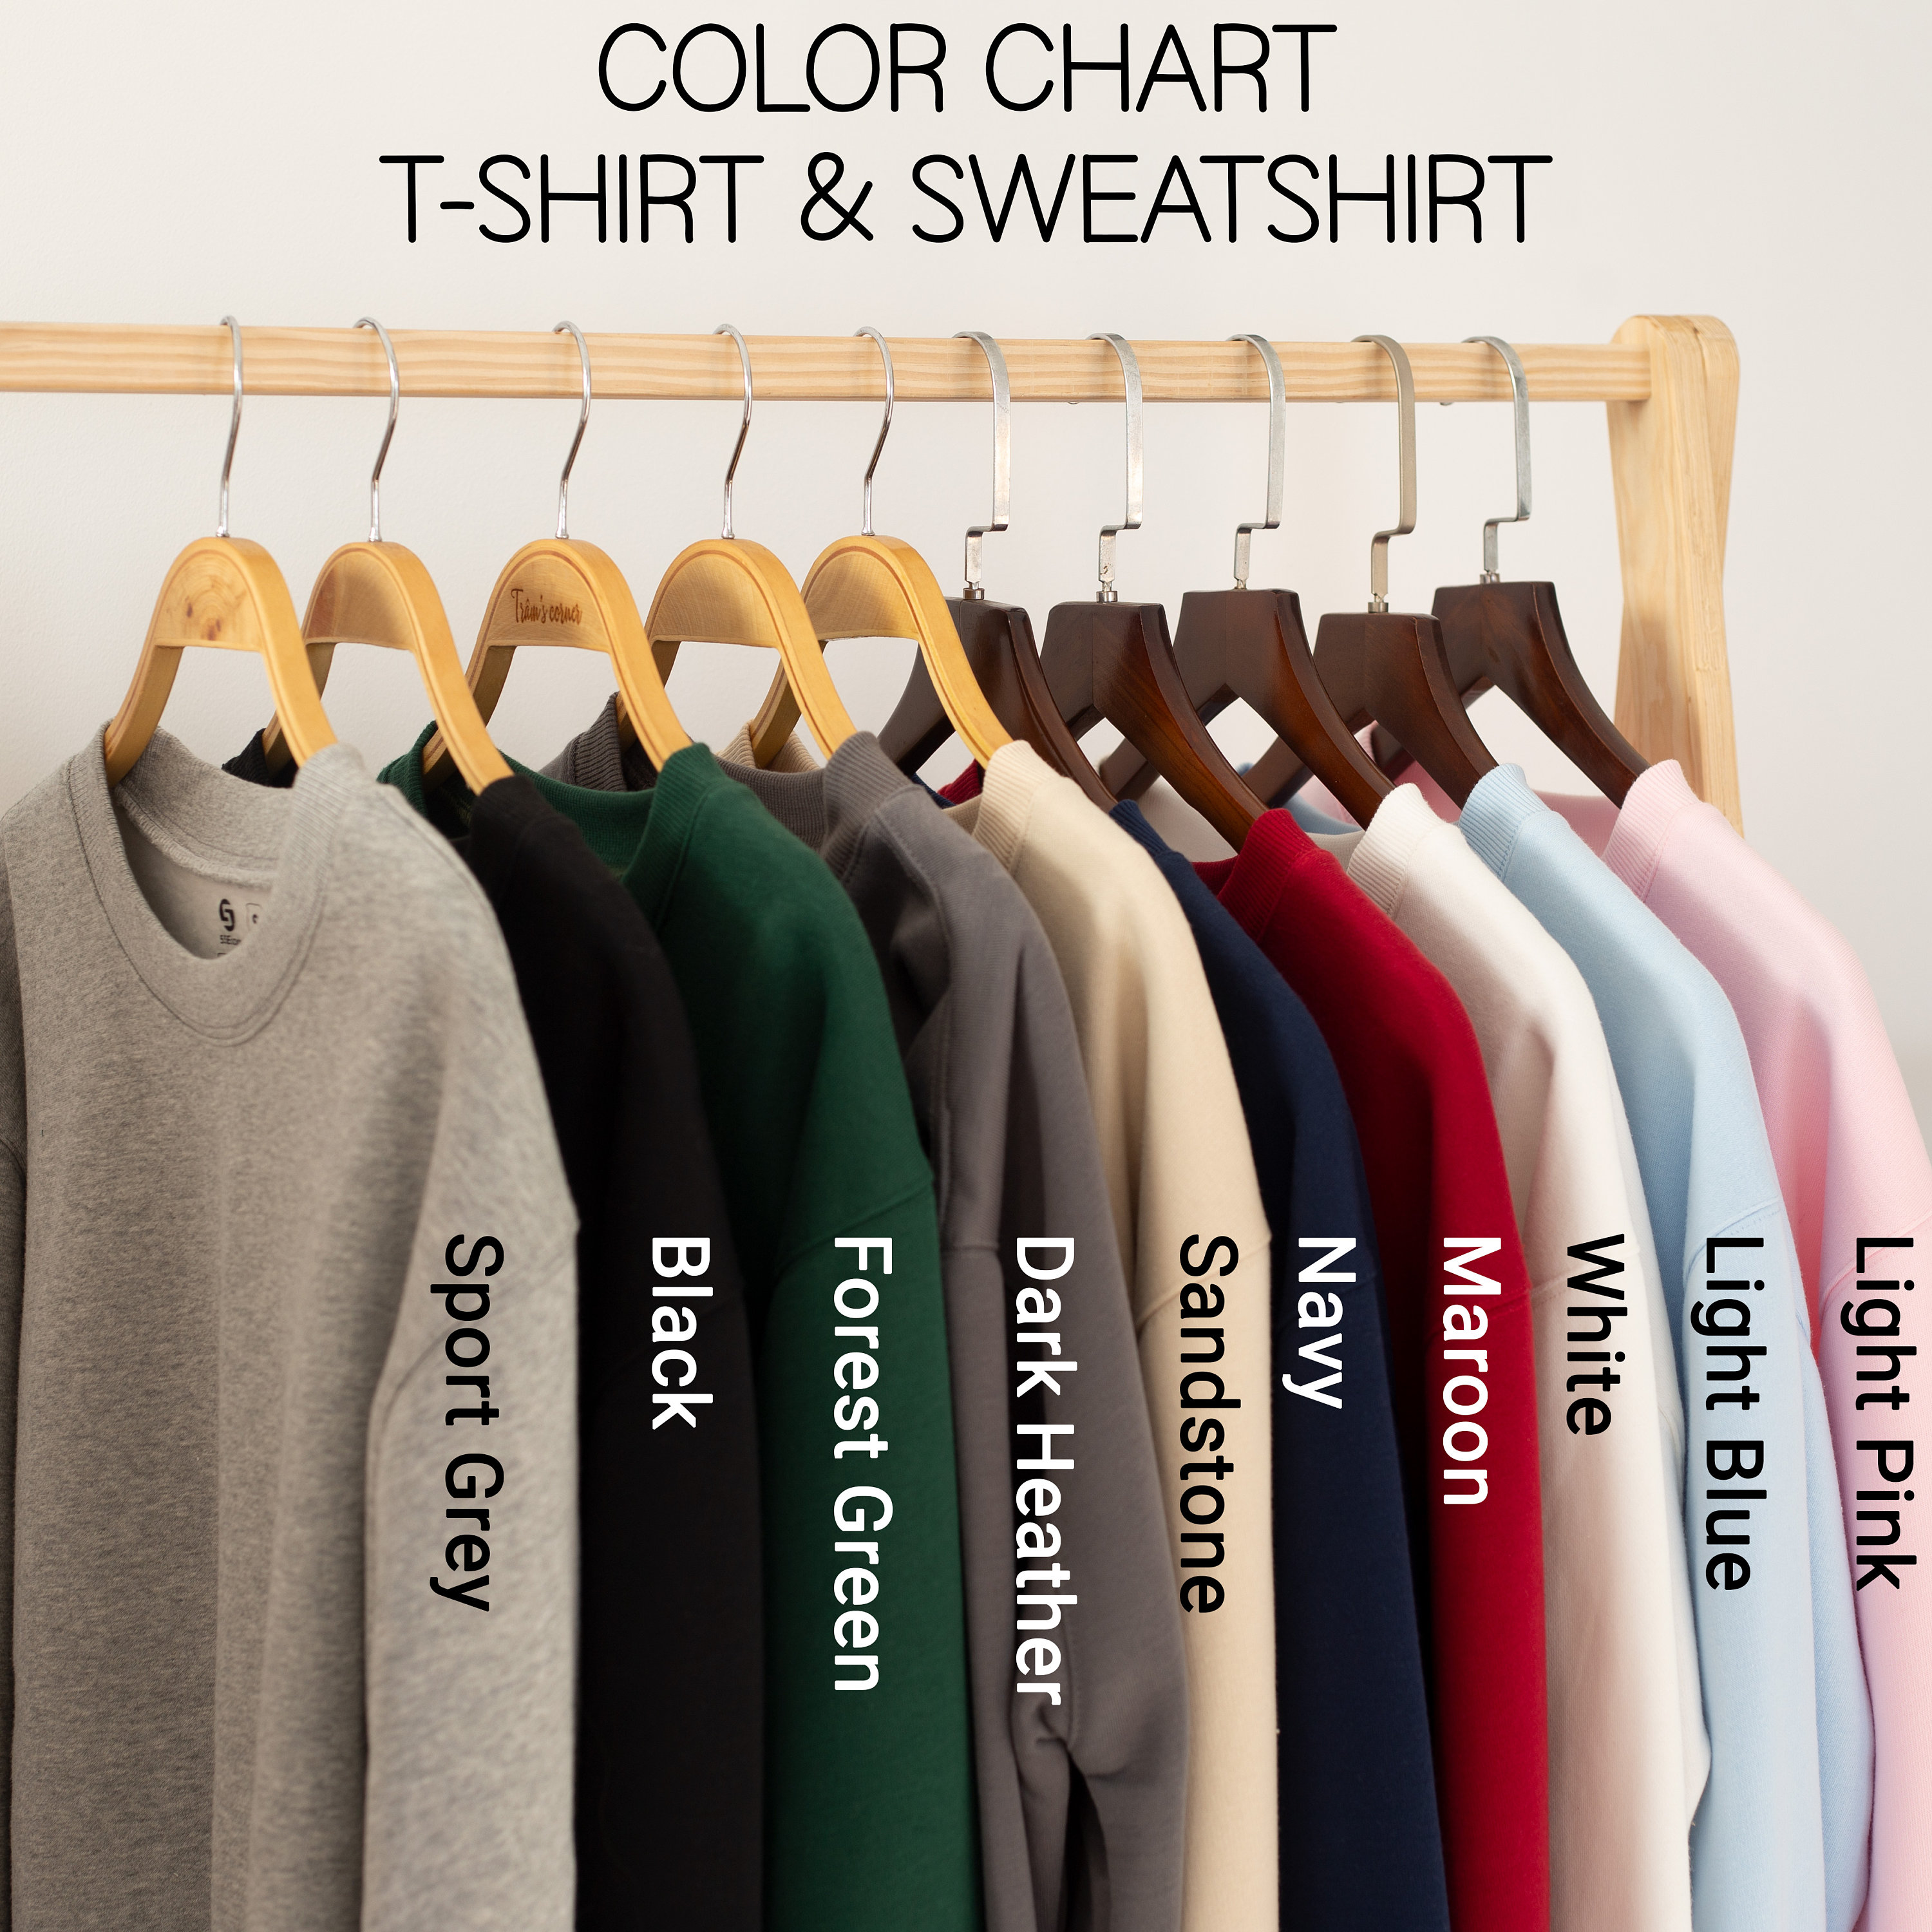 COLOR CHART
T-SHIRT & SWEATSHIRT
Trâm's corner
Sport Grey
Black
Forest Green
Dark Heather
Sandstone
Navy
Maroon
White
Light Blue
Light Pink